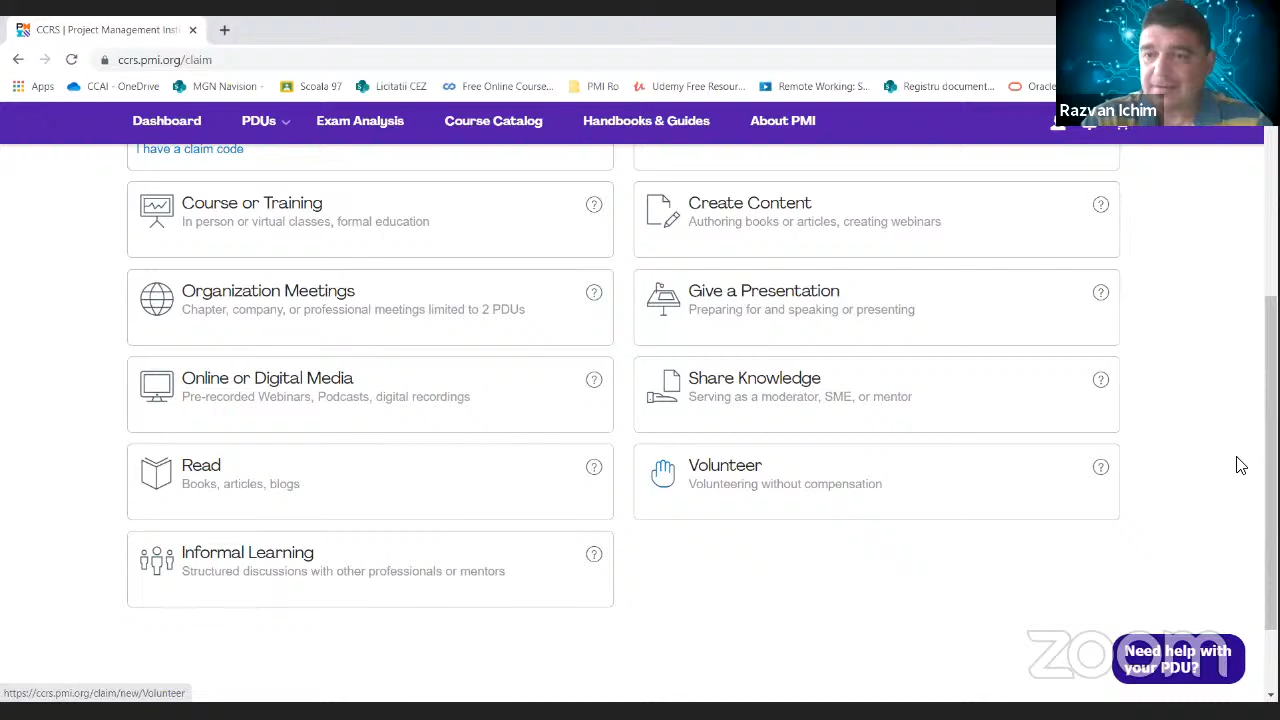 CCRS | Project Management Insti
ccrs.pmi.org/claim
Apps
CCAI - OneDrive
MGN Navision -
Scoala 97
Licitatii CEZ
Free Online Course...
PMI Ro
Udemy Free Resour...
Remote Working: S...
Registru document...
Oracle
Razvan Ichim
Dashboard
PDUs
Exam Analysis
Course Catalog
Handbooks & Guides
About PMI
I have a claim code
Course or Training
In person or virtual classes, formal education
Create Content
Authoring books or articles, creating webinars
Organization Meetings
Chapter, company, or professional meetings limited to 2 PDUs
Give a Presentation
Preparing for and speaking or presenting
Online or Digital Media
Pre-recorded Webinars, Podcasts, digital recordings
Share Knowledge
Serving as a moderator, SME, or mentor
Read
Books, articles, blogs
Volunteer
Volunteering without compensation
Informal Learning
Structured discussions with other professionals or mentors
zoom
Need help with
your PDU?
https://ccrs.pmi.org/claim/new/Volunteer